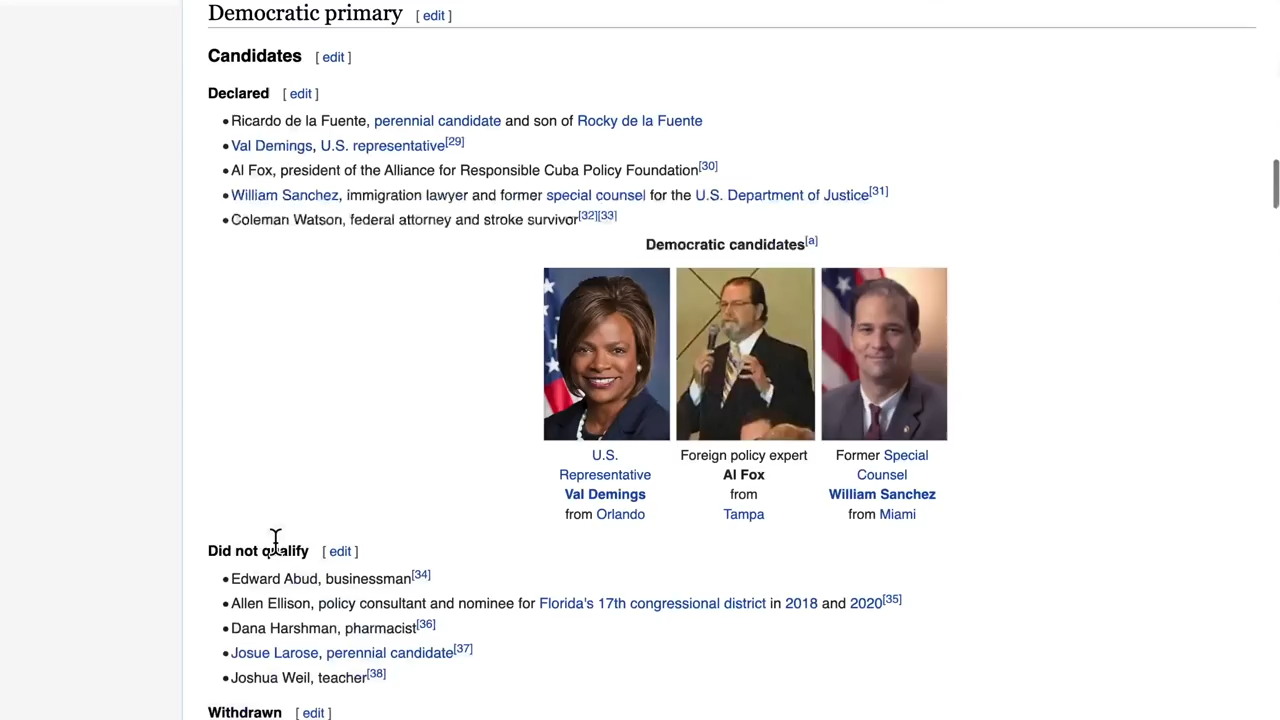 Democratic primary [ edit ]
Candidates [ edit ]
Declared [ edit ]
• Ricardo de la Fuente, perennial candidate and son of Rocky de la Fuente
• Val Demings, U.S. representative[29]
• Al Fox, president of the Alliance for Responsible Cuba Policy Foundation[30]
• William Sanchez, immigration lawyer and former special counsel for the U.S. Department of Justice[31]
• Coleman Watson, federal attorney and stroke survivor[32][33]
Democratic candidates[a]
U.S.
Representative
Val Demings
from Orlando
Foreign policy expert
Al Fox
from
Tampa
Former Special
Counsel
William Sanchez
from Miami
Did not qualify [ edit ]
• Edward Abud, businessman[34]
• Allen Ellison, policy consultant and nominee for Florida's 17th congressional district in 2018 and 2020[35]
• Dana Harshman, pharmacist[36]
• Josue Larose, perennial candidate[37]
• Joshua Weil, teacher[38]
Withdrawn [ edit ]